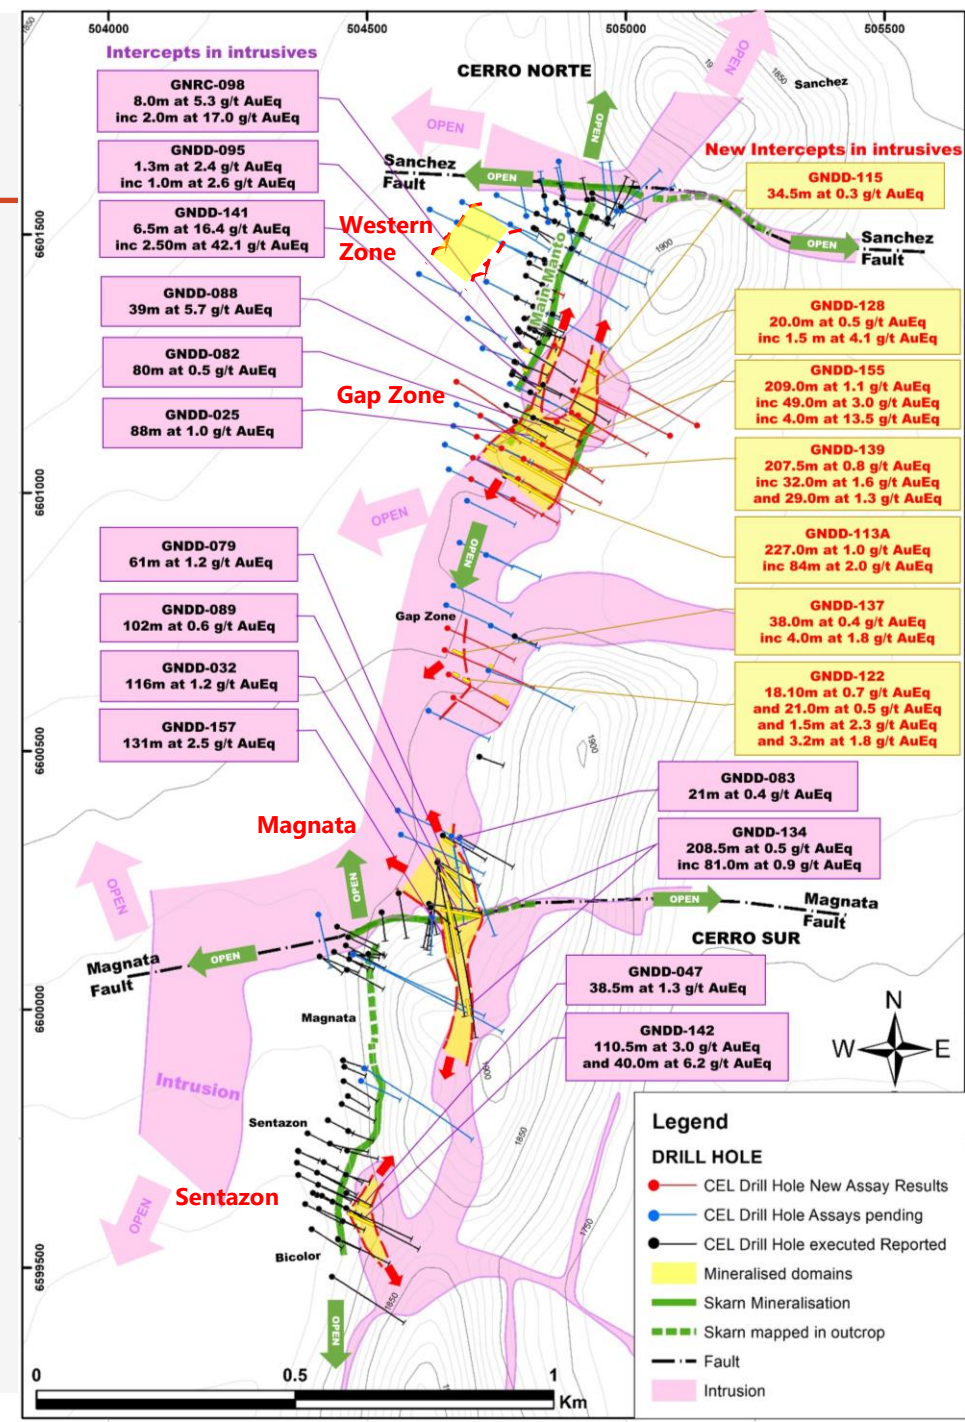 1850
504000
504500
505000
505500
Intercepts in intrusives
CERRO NORTE
OPEN
1850
Sanchez
GNRC-098
8.0m at 5.3 g/t AuEq
inc 2.0m at 17.0 g/t AuEq
OPEN
OPEN
New Intercepts in intrusives
GNDD-095
1.3m at 2.4 g/t AuEq
inc 1.0m at 2.6 g/t AuEq
Sanchez
Fault
OPEN
GNDD-115
34.5m at 0.3 g/t AuEq
GNDD-141
6.5m at 16.4 g/t AuEq
inc 2.50m at 42.1 g/t AuEq
Western
Zone
Main-Manto
1900
OPEN
Sanchez
Fault
6601500
GNDD-088
39m at 5.7 g/t AuEq
GNDD-128
20.0m at 0.5 g/t AuEq
inc 1.5 m at 4.1 g/t AuEq
GNDD-082
80m at 0.5 g/t AuEq
Gap Zone
GNDD-155
209.0m at 1.1 g/t AuEq
inc 49.0m at 3.0 g/t AuEq
inc 4.0m at 13.5 g/t AuEq
GNDD-025
88m at 1.0 g/t AuEq
GNDD-139
207.5m at 0.8 g/t AuEq
inc 32.0m at 1.6 g/t AuEq
and 29.0m at 1.3 g/t AuEq
6601000
OPEN
OPEN
GNDD-113A
227.0m at 1.0 g/t AuEq
inc 84m at 2.0 g/t AuEq
GNDD-079
61m at 1.2 g/t AuEq
GNDD-089
102m at 0.6 g/t AuEq
Gap Zone
GNDD-137
38.0m at 0.4 g/t AuEq
inc 4.0m at 1.8 g/t AuEq
GNDD-032
116m at 1.2 g/t AuEq
GNDD-122
18.10m at 0.7 g/t AuEq
and 21.0m at 0.5 g/t AuEq
and 1.5m at 2.3 g/t AuEq
and 3.2m at 1.8 g/t AuEq
GNDD-157
131m at 2.5 g/t AuEq
1900
6600500
GNDD-083
21m at 0.4 g/t AuEq
Magnata
GNDD-134
208.5m at 0.5 g/t AuEq
inc 81.0m at 0.9 g/t AuEq
OPEN
OPEN
OPEN
Magnata
Fault
CERRO SUR
OPEN
Magnata
Fault
GNDD-047
38.5m at 1.3 g/t AuEq
6600000
Magnata
GNDD-142
110.5m at 3.0 g/t AuEq
and 40.0m at 6.2 g/t AuEq
N
W
E
1900
Intrusion
Sentazon
1850
Legend
DRILL HOLE
CEL Drill Hole New Assay Results
CEL Drill Hole Assays pending
CEL Drill Hole executed Reported
Mineralised domains
Skarn Mineralisation
Skarn mapped in outcrop
Fault
Intrusion
Sentazon
OPEN
1750
Bicolor
6599500
1850
OPEN
0
0.5
1
Km